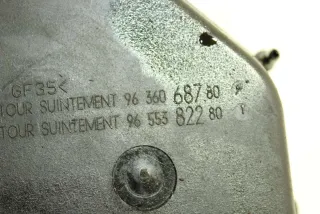 GF35<
TOUR SUINTEMENT 96 360 687 80
TOUR SUINTEMENT 96 553 822 80 Y